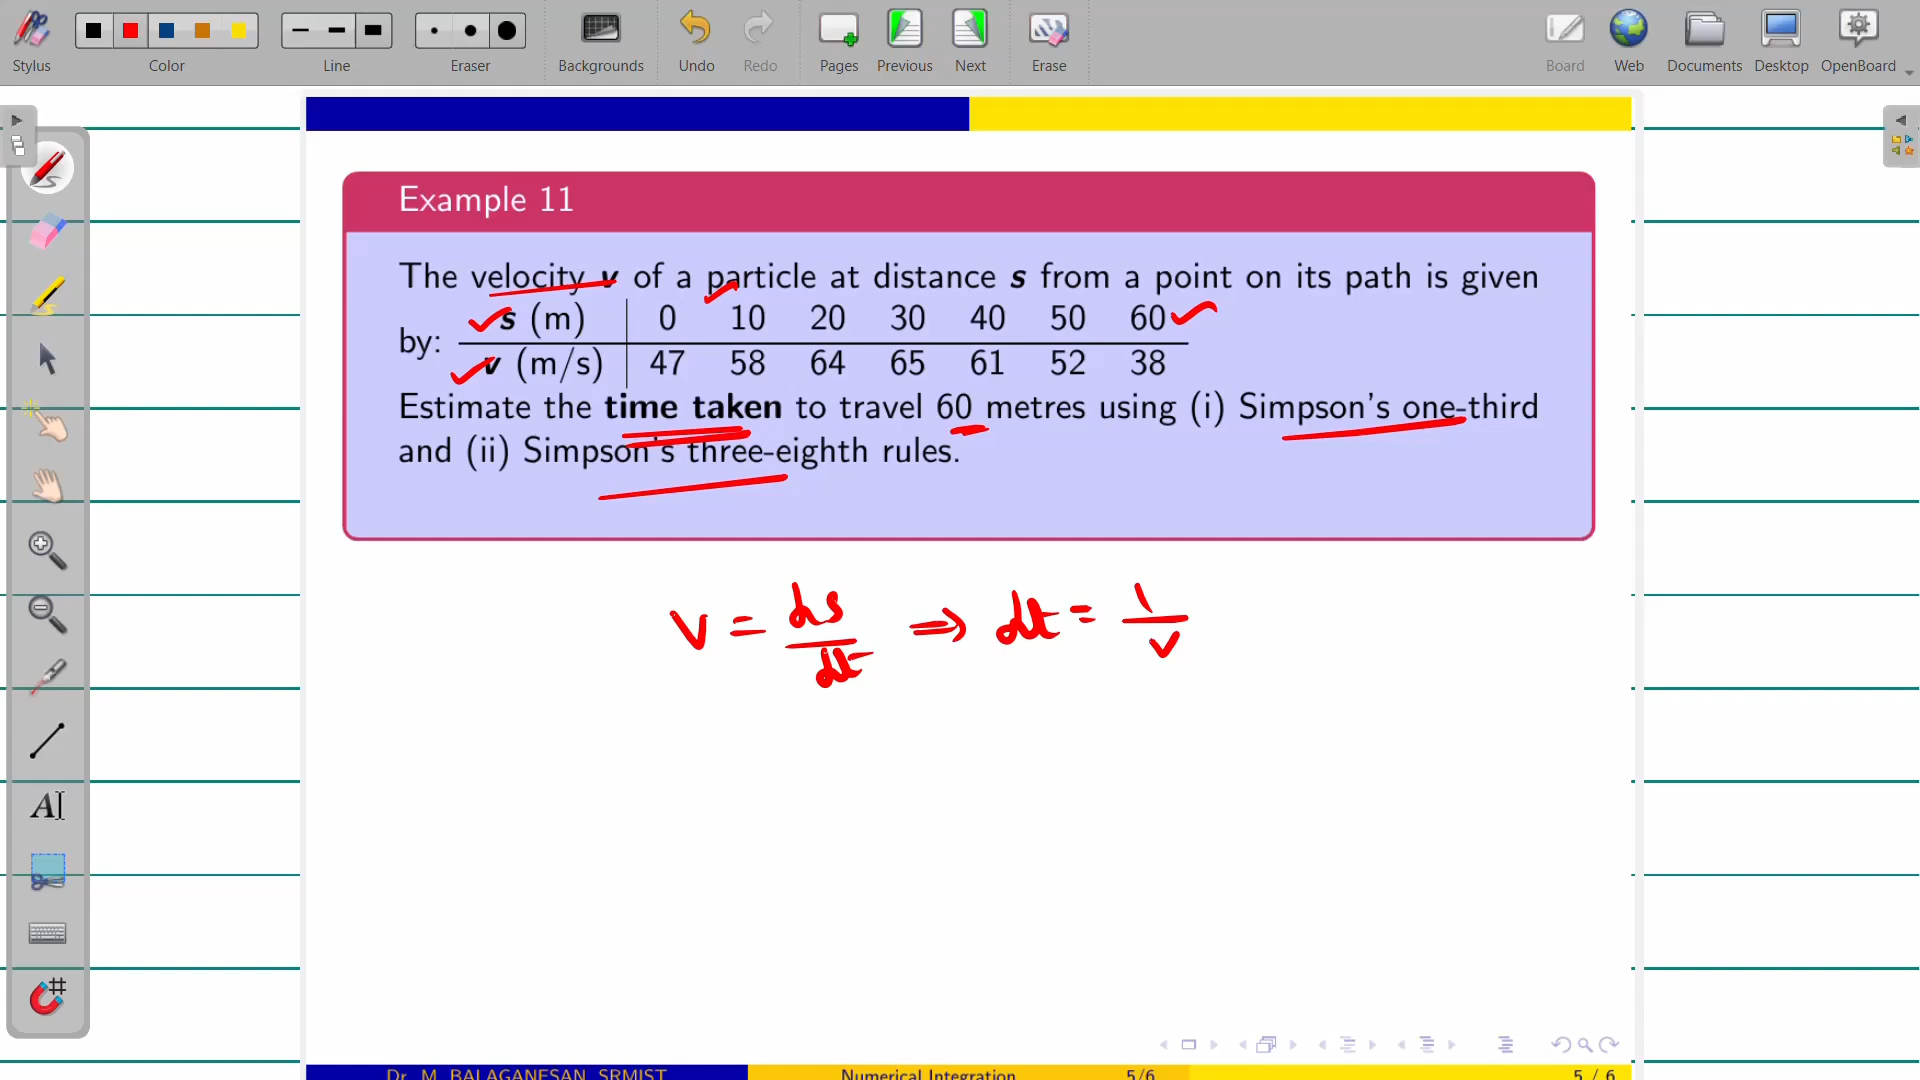 Stylus Color Line Eraser Backgrounds Undo Redo Pages Previous Next Erase Board Web Documents Desktop OpenBoard
Example 11
The velocity v of a particle at distance s from a point on its path is given
by:
s (m) 0 10 20 30 40 50 60
v (m/s) 47 58 64 65 61 52 38
Estimate the time taken to travel 60 metres using (i) Simpson's one-third
and (ii) Simpson's three-eighth rules.
v = ds/dt ⇒ dt = 1/v
Dr. M. BALAGANESAN, SRMIST Numerical Integration 5/6 5 / 6